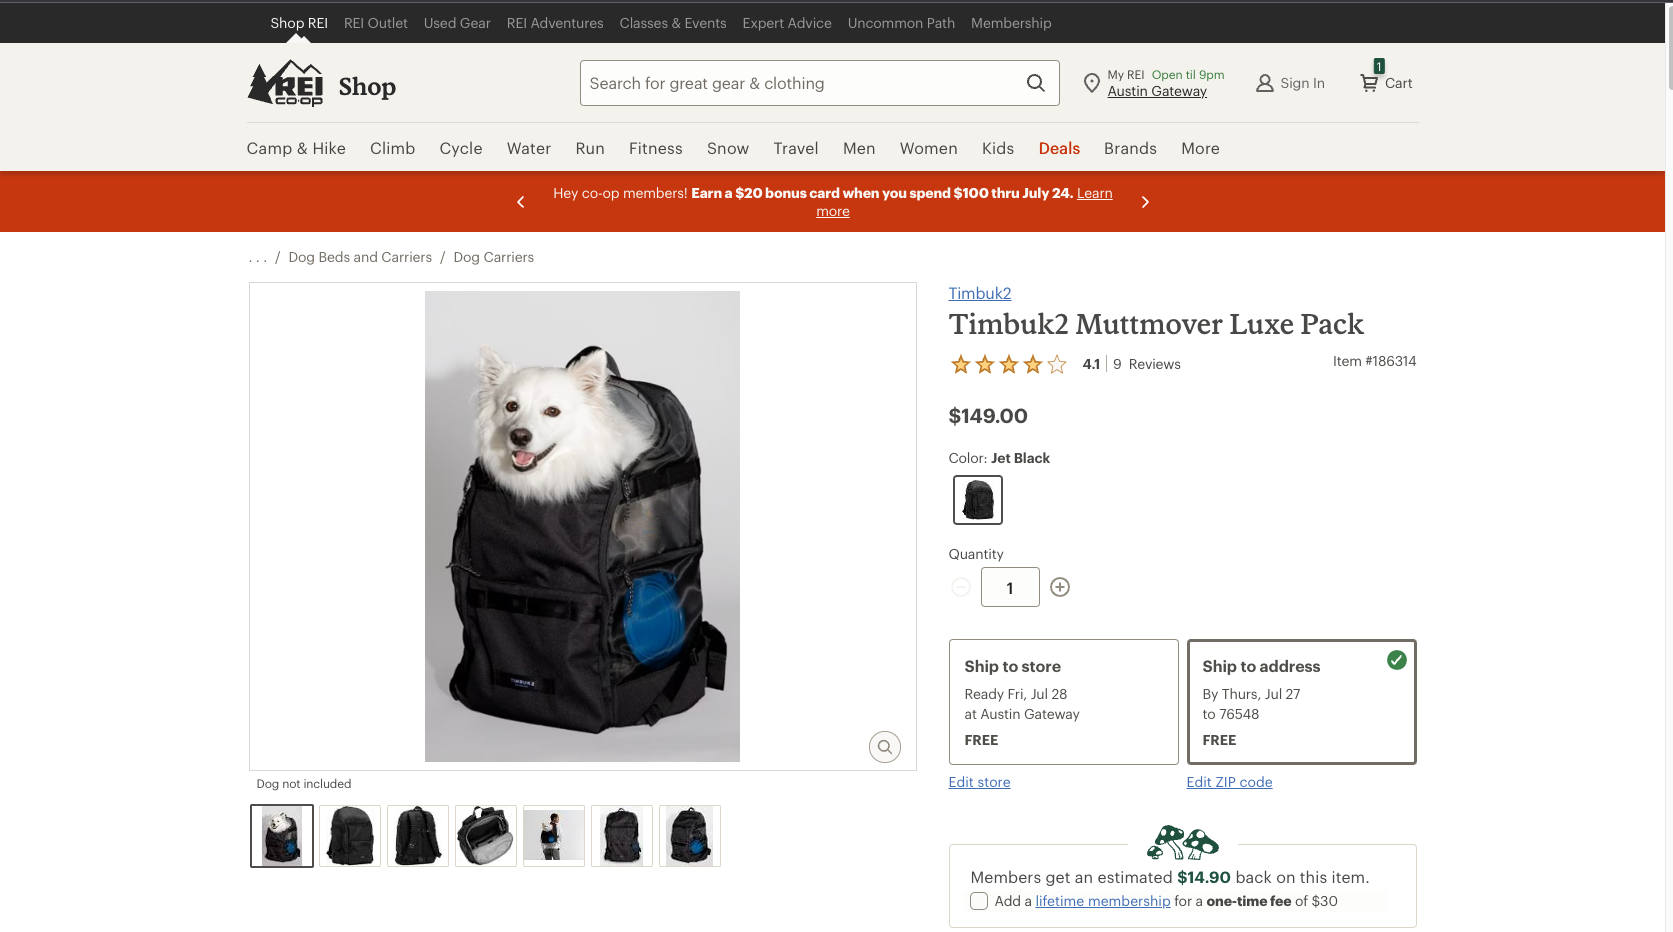 Shop REI REI Outlet Used Gear REI Adventures Classes & Events Expert Advice Uncommon Path Membership
REI
CO·OP
Shop
Search for great gear & clothing
My REI Open til 9pm
Austin Gateway
Sign In
1
Cart
Camp & Hike Climb Cycle Water Run Fitness Snow Travel Men Women Kids Deals Brands More
Hey co-op members! Earn a $20 bonus card when you spend $100 thru July 24. Learn
more
. . . / Dog Beds and Carriers / Dog Carriers
TIMBUK2
Dog not included
Timbuk2
Timbuk2 Muttmover Luxe Pack
4.1 9 Reviews
Item #186314
$149.00
Color: Jet Black
Quantity
1
Ship to store
Ready Fri, Jul 28
at Austin Gateway
FREE
Edit store
Ship to address
By Thurs, Jul 27
to 76548
FREE
Edit ZIP code
Members get an estimated $14.90 back on this item.
Add a lifetime membership for a one-time fee of $30